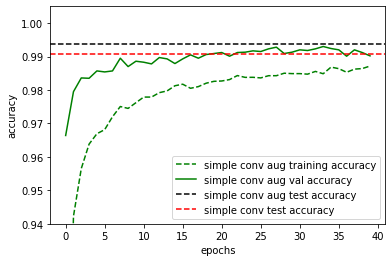 1.00
0.99
0.98
0.97
0.96
0.95
0.94
accuracy
0
5
10
15
20
25
30
35
40
epochs
simple conv aug training accuracy
simple conv aug val accuracy
simple conv aug test accuracy
simple conv test accuracy